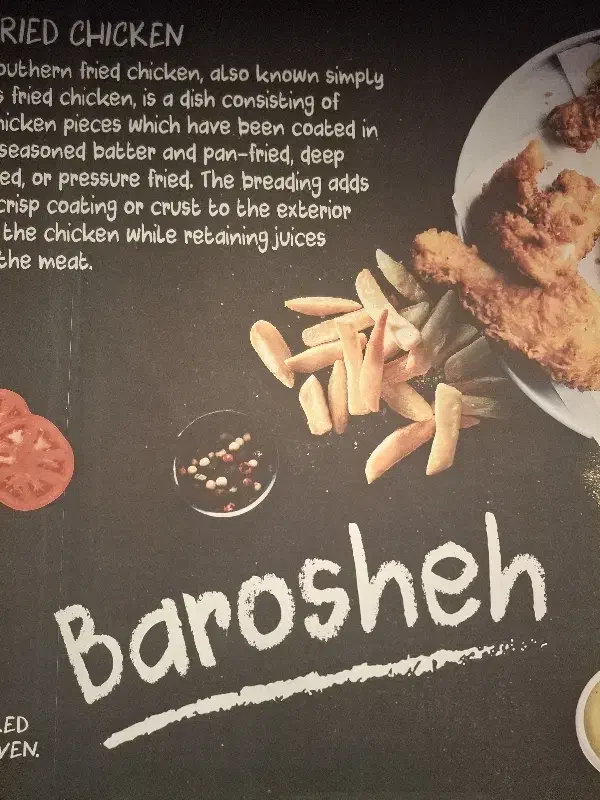 RIED CHICKEN
outhern fried chicken, also known simply
s fried chicken, is a dish consisting of
hicken pieces which have been coated in
seasoned batter and pan-fried, deep
ed, or pressure fried. The breading adds
crisp coating or crust to the exterior
the chicken while retaining juices
the meat.
Barosheh
ED
VEN.